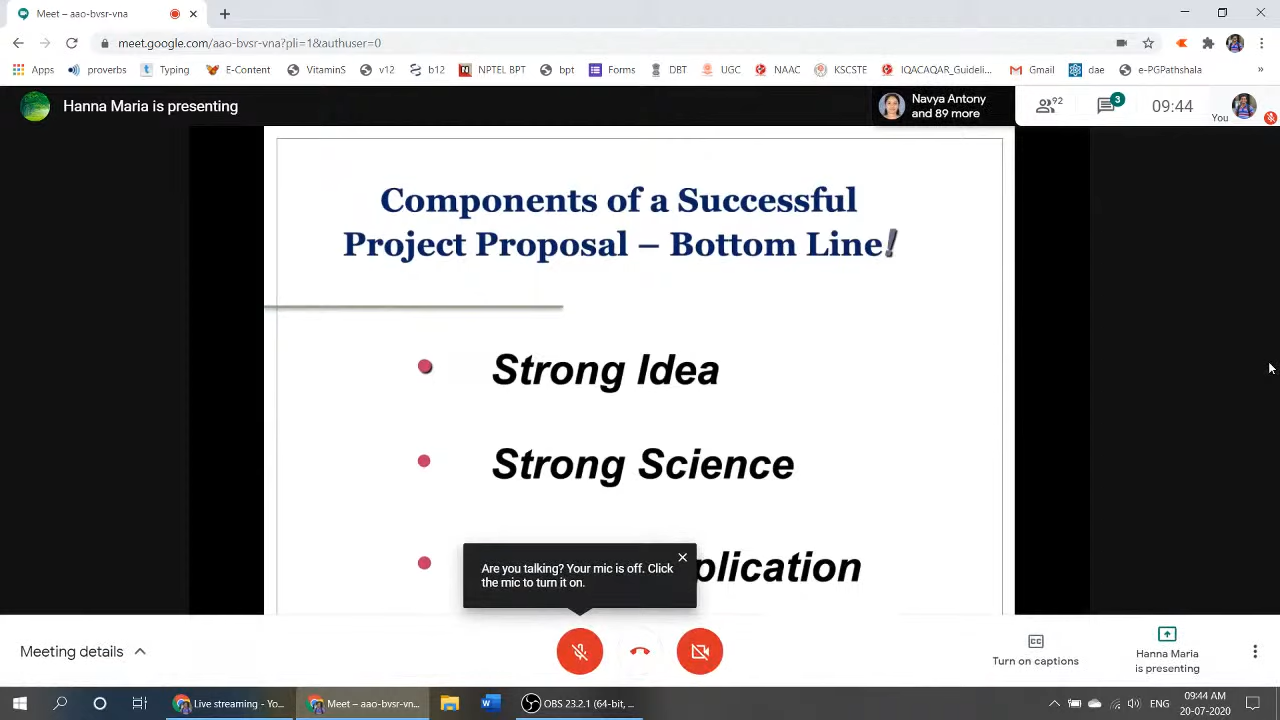 Meet – aao-bvsr-vna
meet.google.com/aao-bvsr-vna?pli=1&authuser=0
Apps proverbs Typing E-Content VitaminS v12 b12 NPTELRPT bpt Forms DBT UGC NAAC KSCSTE IQACAQAR_Guideli... Gmail dae e-PGPathshala »
Hanna Maria is presenting
Navya Antony
and 89 more
92
3
09:44
You
Components of a Successful
Project Proposal – Bottom Line!
• Strong Idea
• Strong Science
• plication
Are you talking? Your mic is off. Click
the mic to turn it on.
Meeting details
Turn on captions
Hanna Maria
is presenting
Live streaming - Yo...
Meet – aao-bvsr-vn...
OBS 23.2.1 (64-bit, ...
ENG
09:44 AM
20-07-2020